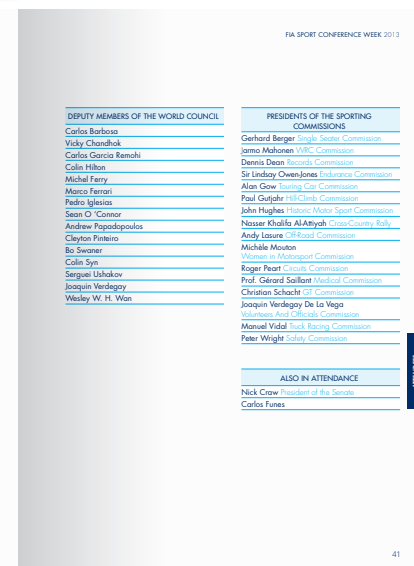 FIA SPORT CONFERENCE WEEK 2013
DEPUTY MEMBERS OF THE WORLD COUNCIL
Carlos Barbosa
Vicky Chandhok
Carlos Garcia Remohi
Colin Hilton
Michel Ferry
Marco Ferrari
Pedro Iglesias
Sean O 'Connor
Andrew Papadopoulos
Cleyton Pinteiro
Bo Swaner
Colin Syn
Serguei Ushakov
Joaquin Verdegay
Wesley W. H. Wan
PRESIDENTS OF THE SPORTING
COMMISSIONS
Gerhard Berger Single Seater Commission
Jarmo Mahonen WRC Commission
Dennis Dean Records Commission
Sir Lindsay Owen-Jones Endurance Commission
Alan Gow Touring Car Commission
Paul Gutjahr Hill-Climb Commission
John Hughes Historic Motor Sport Commission
Nasser Khalifa Al-Attiyah Cross-Country Rally
Andy Lasure Off-Road Commission
Michèle Mouton
Women in Motorsport Commission
Roger Peart Circuits Commission
Prof. Gérard Saillant Medical Commission
Christian Schacht GT Commission
Joaquin Verdegay De La Vega
Volunteers And Officials Commission
Manuel Vidal Truck Racing Commission
Peter Wright Safety Commission
ALSO IN ATTENDANCE
Nick Craw President of the Senate
Carlos Funes
41